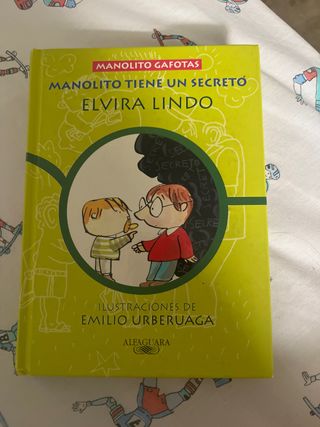 MANOLITO GAFOTAS
MANOLITO TIENE UN SECRETO
ELVIRA LINDO
SECRETO
ILUSTRACIONES DE
EMILIO URBERUAGA
ALFAGUARA